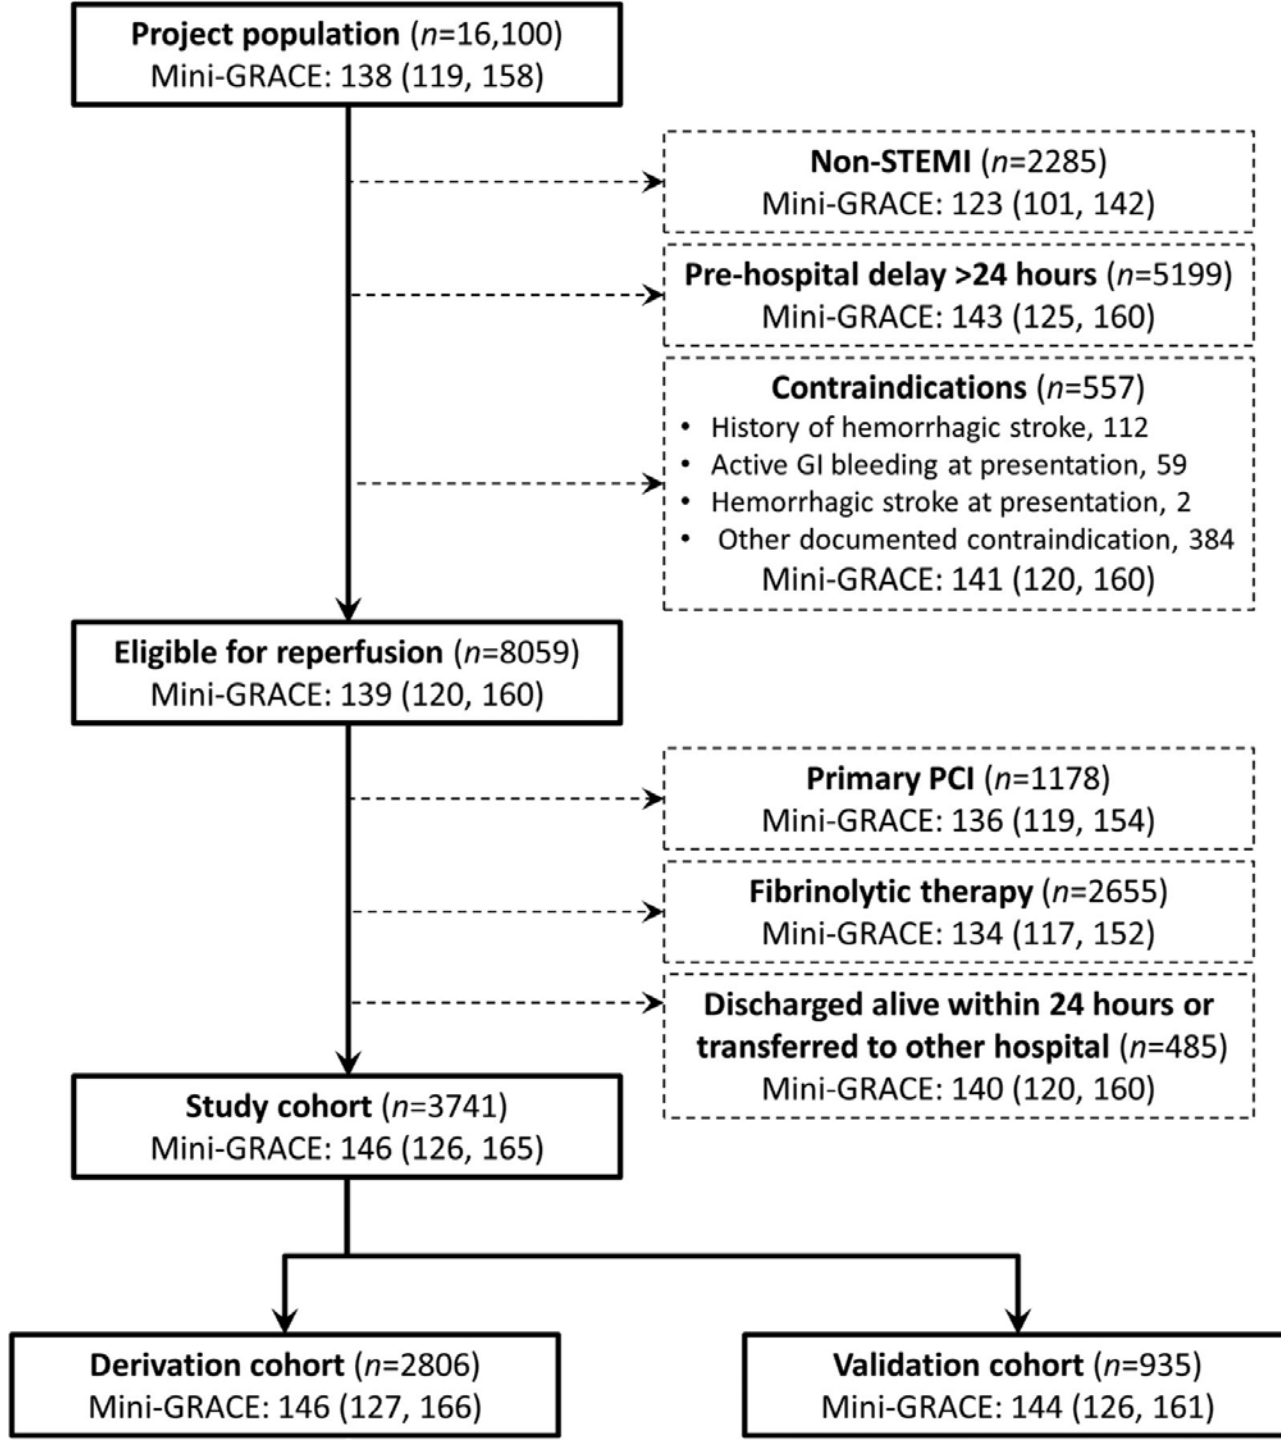 Project population (n=16,100)
Mini-GRACE: 138 (119, 158)
Non-STEMI (n=2285)
Mini-GRACE: 123 (101, 142)
Pre-hospital delay >24 hours (n=5199)
Mini-GRACE: 143 (125, 160)
Contraindications (n=557)
• History of hemorrhagic stroke, 112
• Active GI bleeding at presentation, 59
• Hemorrhagic stroke at presentation, 2
• Other documented contraindication, 384
Mini-GRACE: 141 (120, 160)
Eligible for reperfusion (n=8059)
Mini-GRACE: 139 (120, 160)
Primary PCI (n=1178)
Mini-GRACE: 136 (119, 154)
Fibrinolytic therapy (n=2655)
Mini-GRACE: 134 (117, 152)
Discharged alive within 24 hours or
transferred to other hospital (n=485)
Mini-GRACE: 140 (120, 160)
Study cohort (n=3741)
Mini-GRACE: 146 (126, 165)
Derivation cohort (n=2806)
Mini-GRACE: 146 (127, 166)
Validation cohort (n=935)
Mini-GRACE: 144 (126, 161)